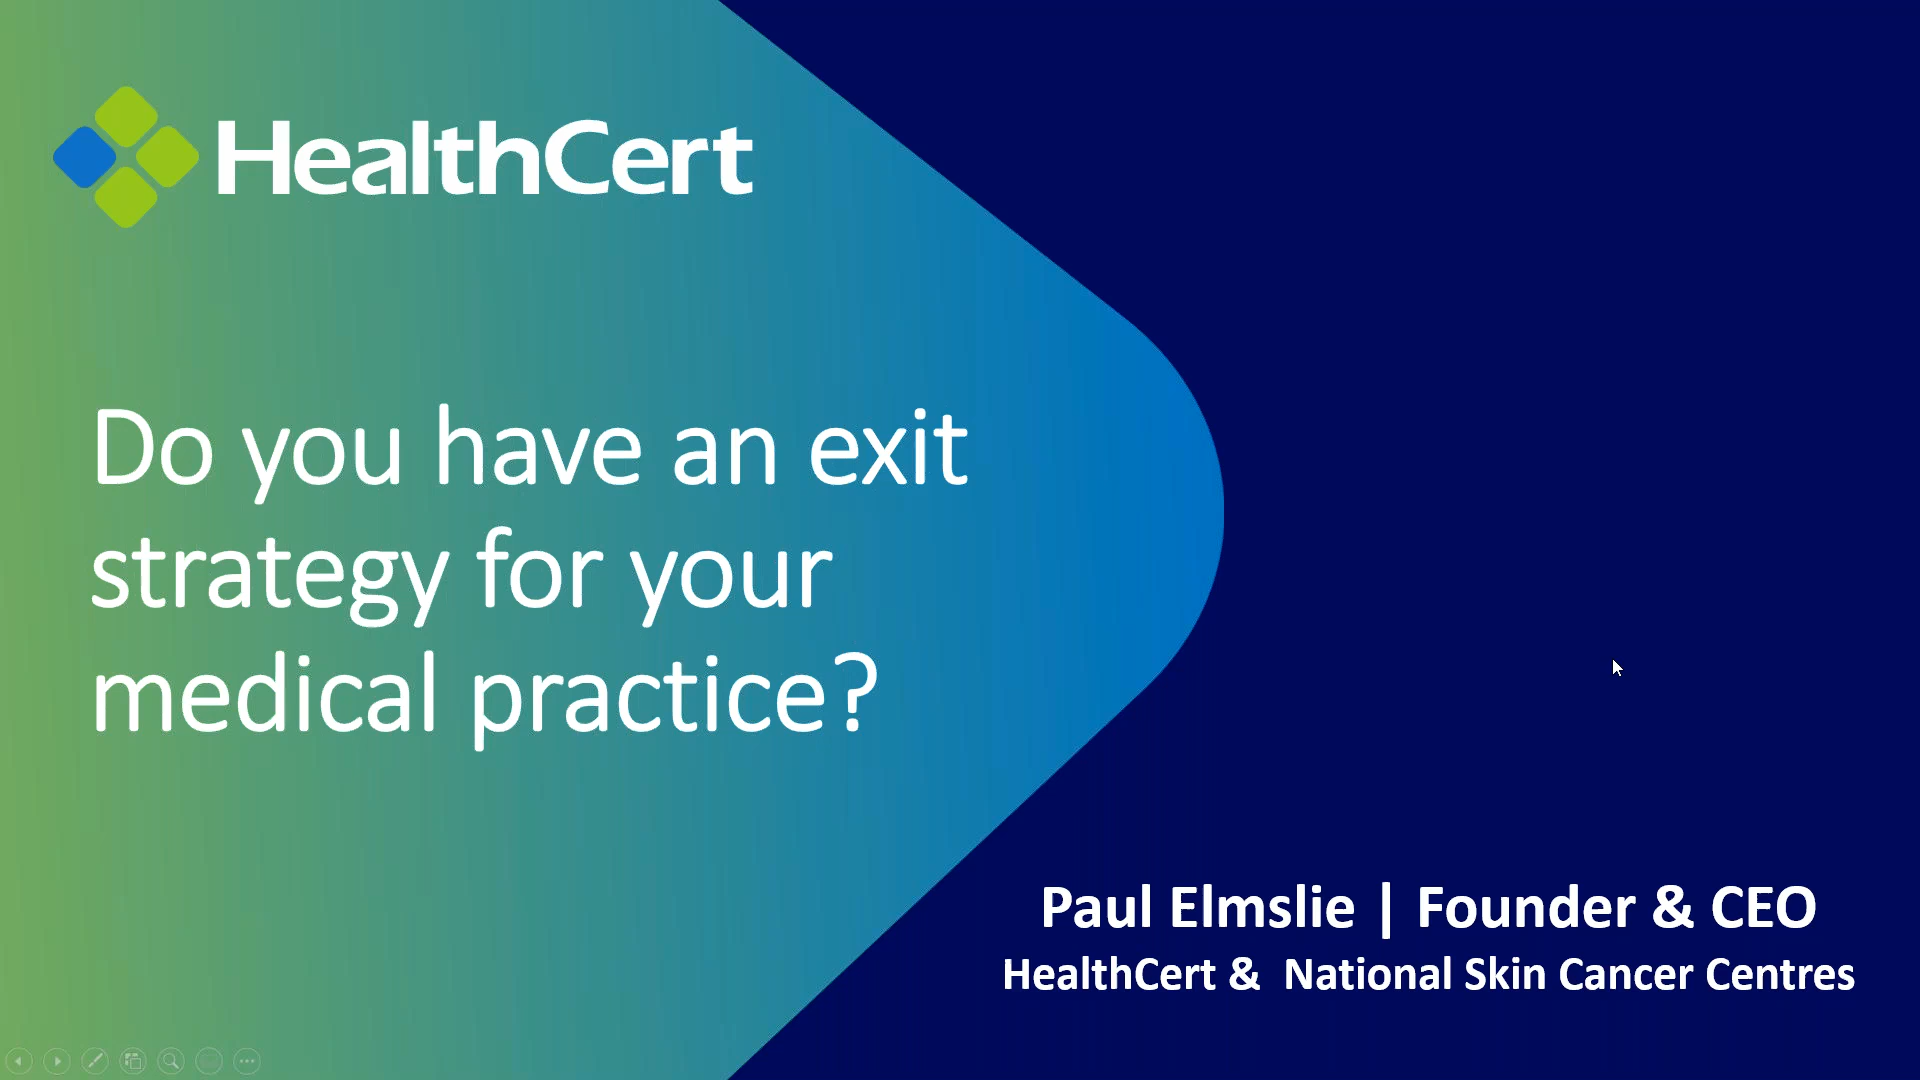 HealthCert
Do you have an exit
strategy for your
medical practice?
Paul Elmslie | Founder & CEO
HealthCert & National Skin Cancer Centres